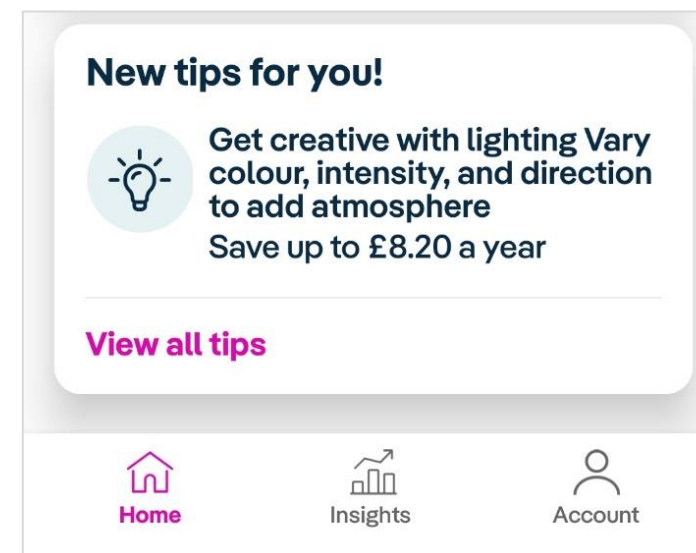 New tips for you!
Get creative with lighting Vary
colour, intensity, and direction
to add atmosphere
Save up to £8.20 a year
View all tips
Home
Insights
Account